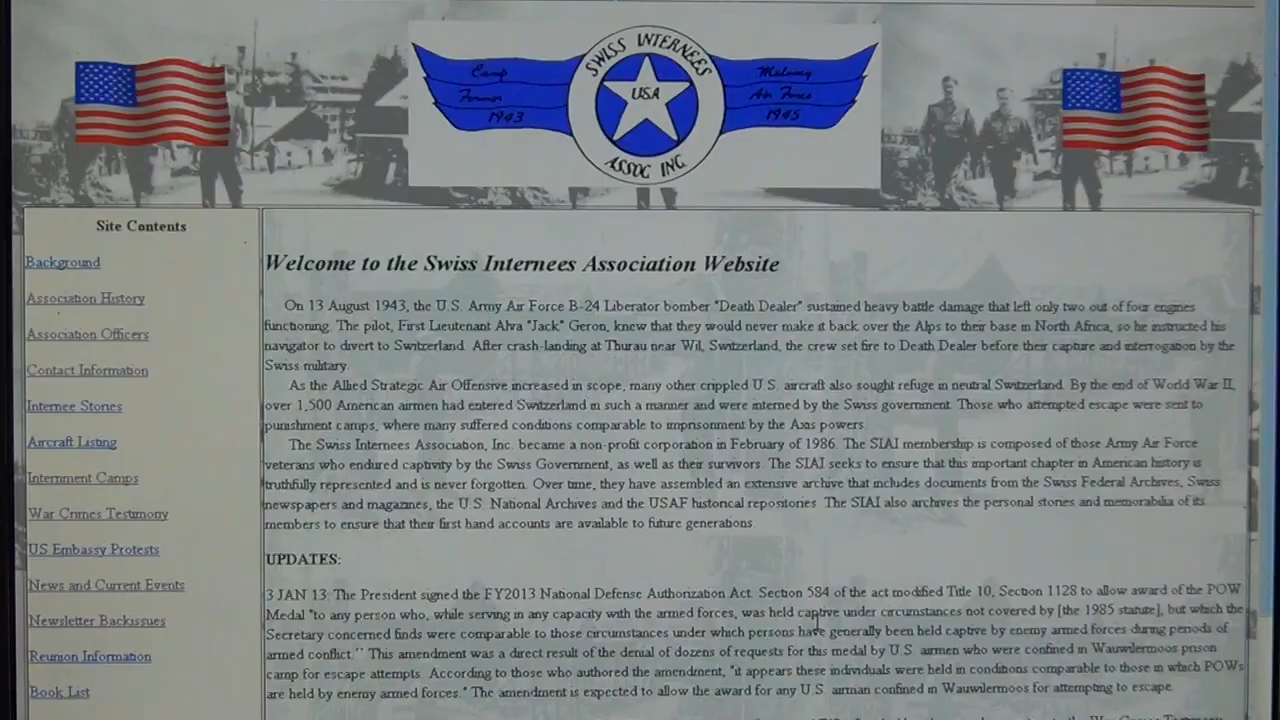 SWISS INTERNEES
Camp
Former
1943
USA
Air Force
1945
ASSOC INC.
Site Contents
Background
Association History
Association Officers
Contact Information
Internee Stories
Aircraft Listing
Internment Camps
War Crimes Testimony
US Embassy Protests
News and Current Events
Newsletter Backissues
Reunion Information
Book List
Welcome to the Swiss Internees Association Website
On 13 August 1943, the U.S. Army Air Force B-24 Liberator bomber "Death Dealer" sustained heavy battle damage that left only two out of four engines
functioning. The pilot, First Lieutenant Alva "Jack" Geron, knew that they would never make it back over the Alps to their base in North Africa, so he instructed his
navigator to divert to Switzerland. After crash-landing at Thurau near Wil, Switzerland, the crew set fire to Death Dealer before their capture and interrogation by the
Swiss military.
As the Allied Strategic Air Offensive increased in scope, many other crippled U.S. aircraft also sought refuge in neutral Switzerland. By the end of World War II,
over 1,500 American airmen had entered Switzerland in such a manner and were interned by the Swiss government. Those who attempted escape were sent to
punishment camps, where many suffered conditions comparable to imprisonment by the Axis powers.
The Swiss Internees Association, Inc. became a non-profit corporation in February of 1986. The SIAI membership is composed of those Army Air Force
veterans who endured captivity by the Swiss Government, as well as their survivors. The SIAI seeks to ensure that this important chapter in American history is
truthfully represented and is never forgotten. Over time, they have assembled an extensive archive that includes documents from the Swiss Federal Archives, Swiss
newspapers and magazines, the U.S. National Archives and the USAF historical repositories. The SIAI also archives the personal stories and memorabilia of its
members to ensure that their first hand accounts are available to future generations.
UPDATES:
3 JAN 13: The President signed the FY2013 National Defense Authorization Act. Section 584 of the act modified Title 10, Section 1128 to allow award of the POW
Medal "to any person who, while serving in any capacity with the armed forces, was held captive under circumstances not covered by [the 1985 statute], but which the
Secretary concerned finds were comparable to those circumstances under which persons have generally been held captive by enemy armed forces during periods of
armed conflict.'' This amendment was a direct result of the denial of dozens of requests for this medal by U.S. airmen who were confined in Wauwilermoos prison
camp for escape attempts. According to those who authored the amendment, "it appears these individuals were held in conditions comparable to those in which POWs
are held by enemy armed forces." The amendment is expected to allow the award for any U.S. airman confined in Wauwilermoos for attempting to escape.